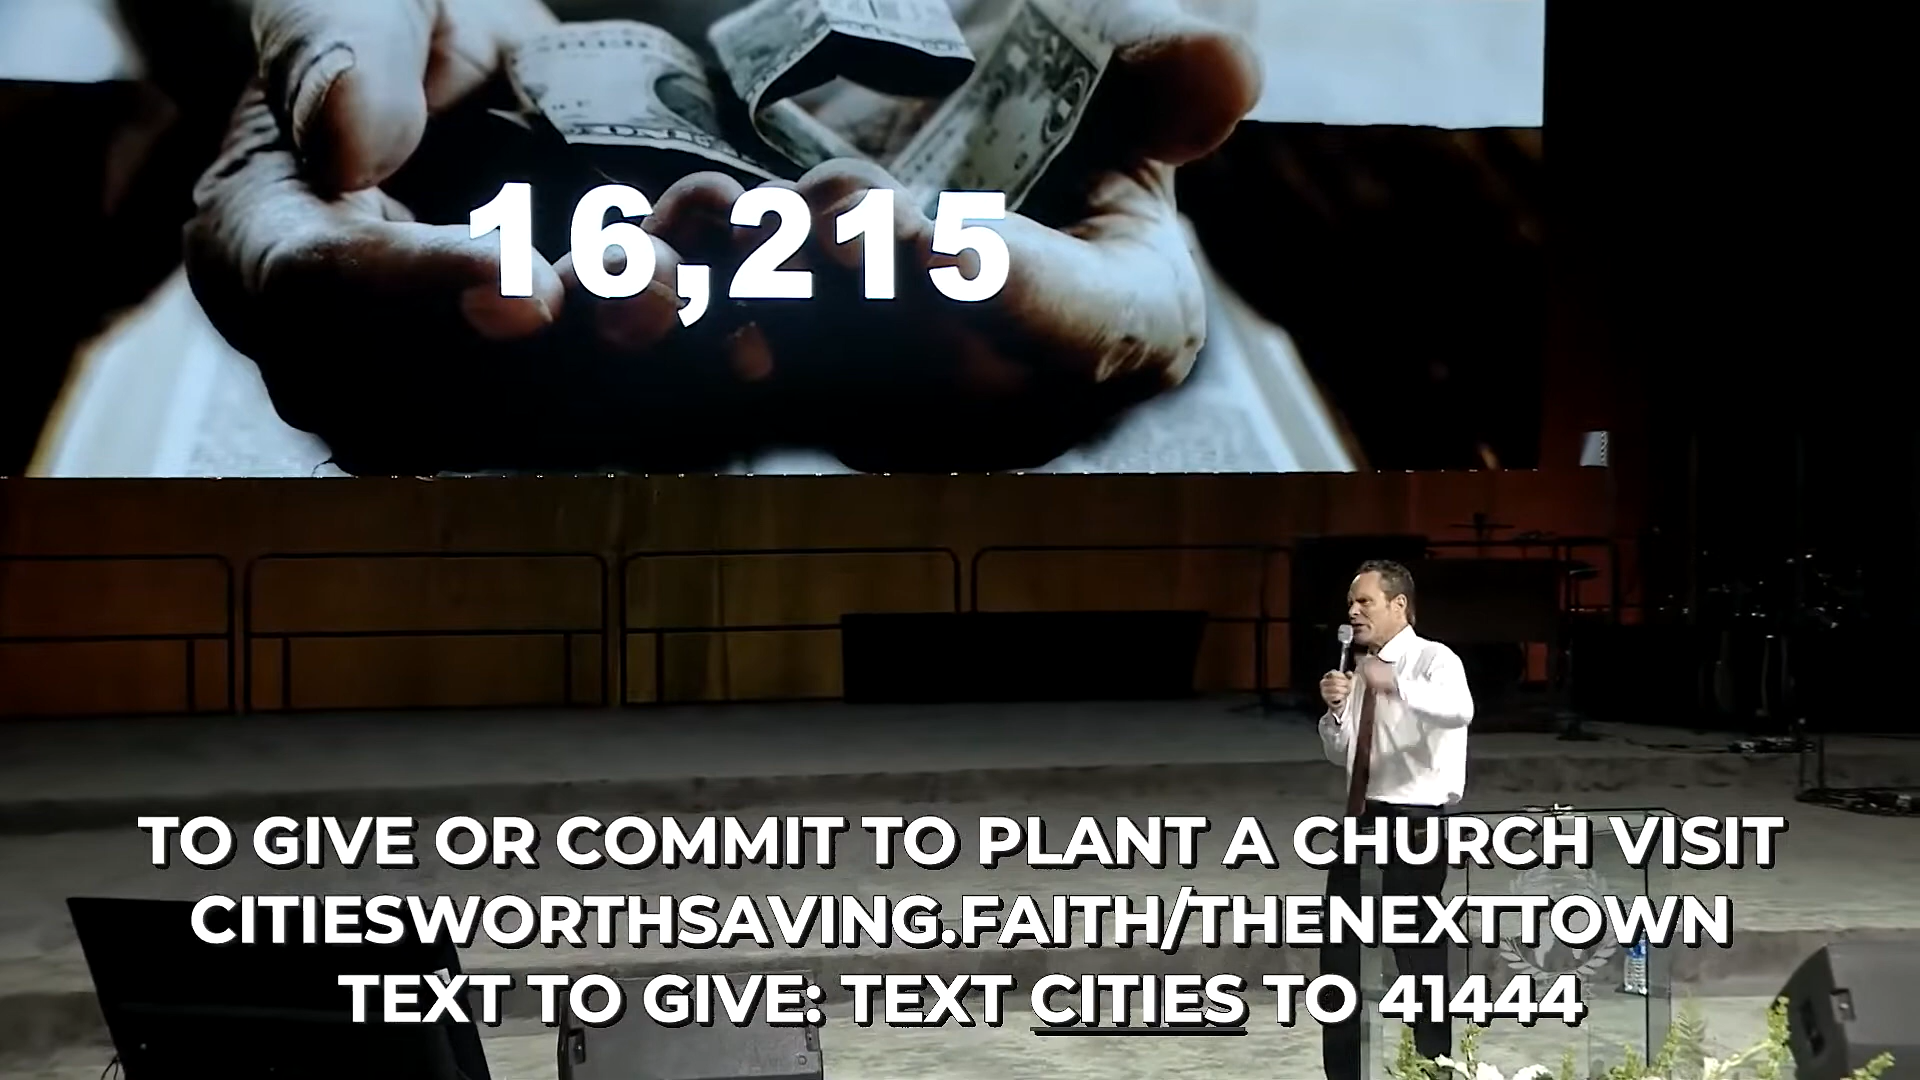 16,215
TO GIVE OR COMMIT TO PLANT A CHURCH VISIT
CITIESWORTHSAVING.FAITH/THENEXTTOWN
TEXT TO GIVE: TEXT CITIES TO 41444